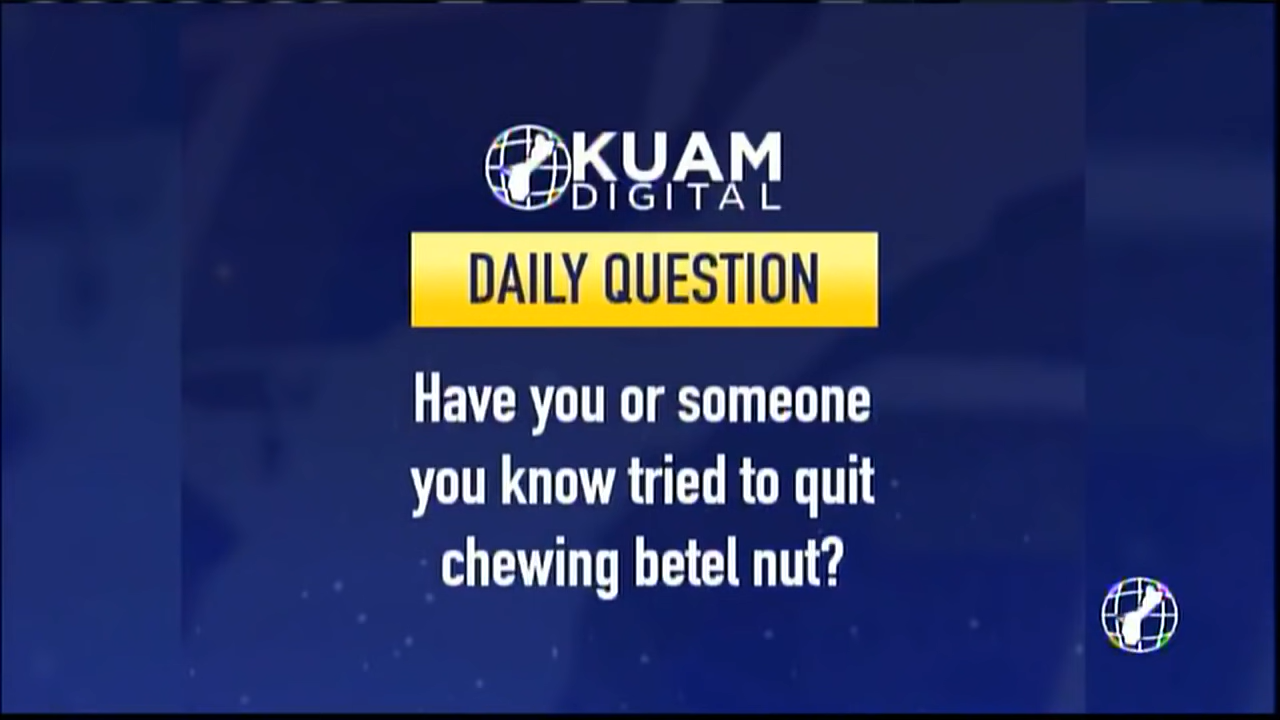 KUAM
DIGITAL
DAILY QUESTION
Have you or someone
you know tried to quit
chewing betel nut?